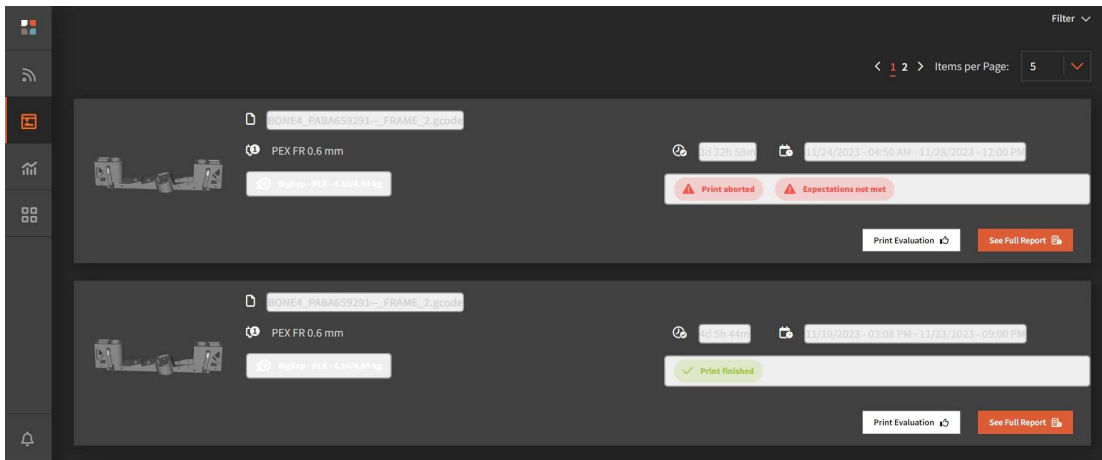 Filter
1 2 Items per Page: 5
BONE4_PABA659291--_FRAME_2.gcode
PEX FR 0.6 mm
3d 22h 58m 11/24/2023 - 04:50 AM - 11/28/2023 - 12:00 PM
Print aborted Expectations not met
Print Evaluation See Full Report
BONE4_PABA659291--_FRAME_2.gcode
PEX FR 0.6 mm
4d 5h 44m 11/19/2023 - 03:08 PM - 11/23/2023 - 09:00 PM
Print finished
Print Evaluation See Full Report